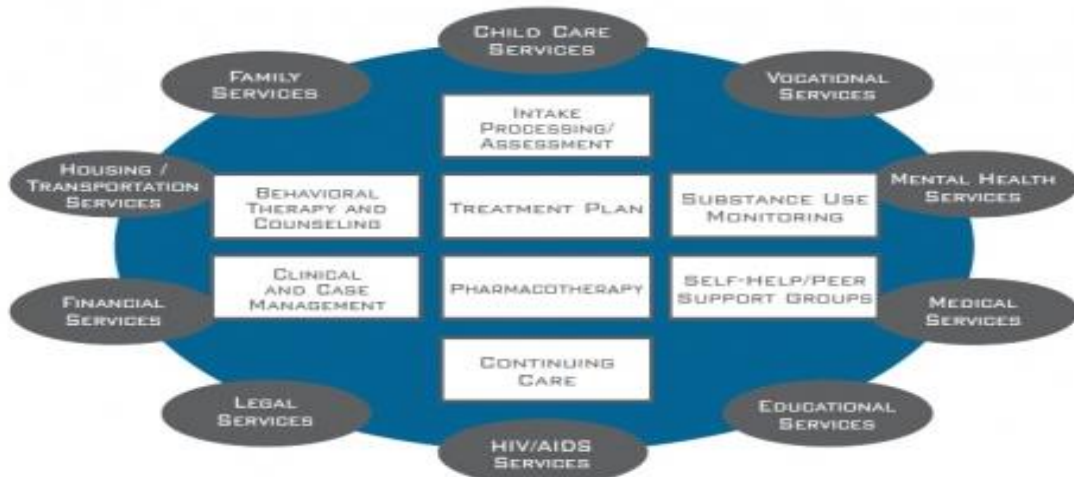 CHILD CARE
SERVICES
FAMILY
SERVICES
VOCATIONAL
SERVICES
INTAKE
PROCESSING/
ASSESSMENT
HOUSING /
TRANSPORTATION
SERVICES
BEHAVIORAL
THERAPY AND
COUNSELING
TREATMENT PLAN
SUBSTANCE USE
MONITORING
MENTAL HEALTH
SERVICES
FINANCIAL
SERVICES
CLINICAL
AND CASE
MANAGEMENT
PHARMACOTHERAPY
SELF-HELP/PEER
SUPPORT GROUPS
MEDICAL
SERVICES
CONTINUING
CARE
LEGAL
SERVICES
EDUCATIONAL
SERVICES
HIV/AIDS
SERVICES